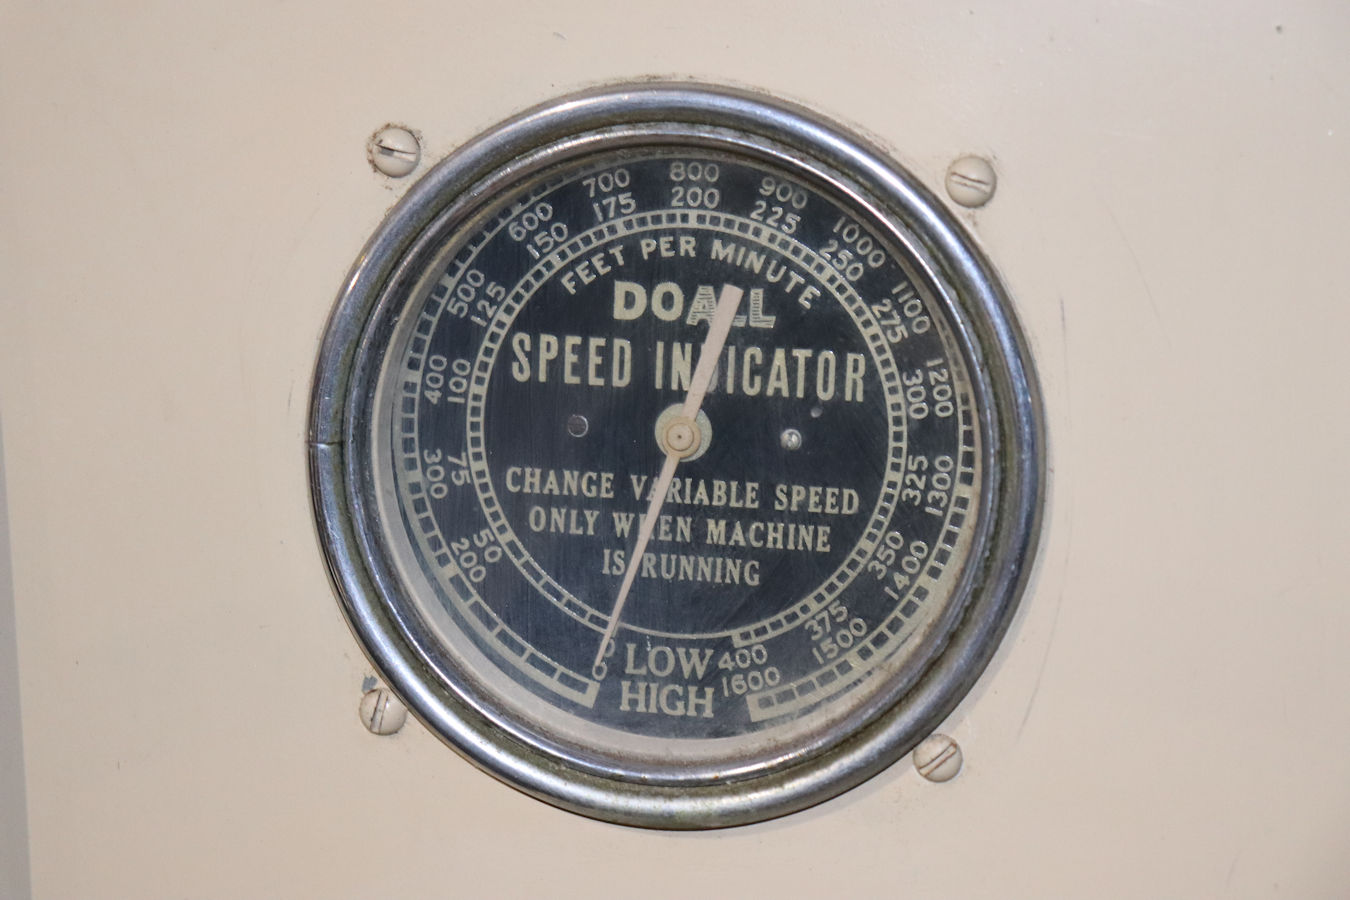 800
700 900
600 1000
500 1100
400 1200
300 1300
200 1400
1500
1600
200
175 225
150 250
125 275
100 300
75 325
50 350
375
400
FEET PER MINUTE
DOALL
SPEED INDICATOR
CHANGE VARIABLE SPEED
ONLY WHEN MACHINE
IS RUNNING
0 LOW
0 HIGH